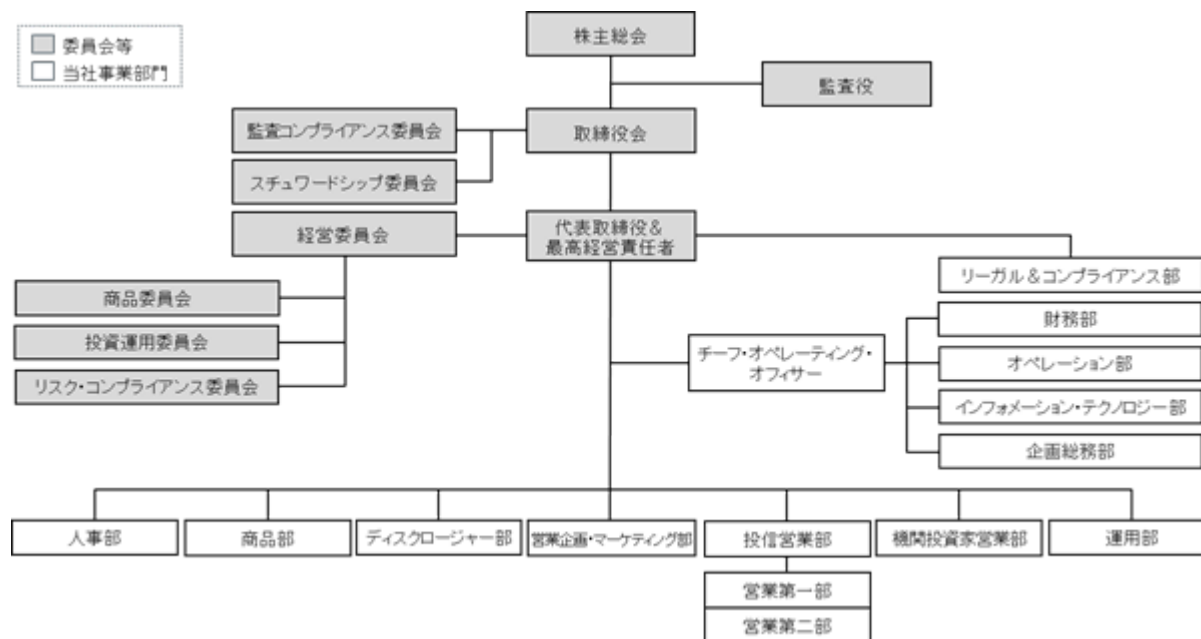 委員会等
当社事業部門
株主総会
監査役
監査コンプライアンス委員会
取締役会
スチュワードシップ委員会
経営委員会
代表取締役&
最高経営責任者
リーガル&コンプライアンス部
商品委員会
財務部
投資運用委員会
チーフ・オペレーティング・
オフィサー
オペレーション部
リスク・コンプライアンス委員会
インフォメーション・テクノロジー部
企画総務部
人事部
商品部
ディスクロージャー部
営業企画・マーケティング部
投信営業部
機関投資家営業部
運用部
営業第一部
営業第二部